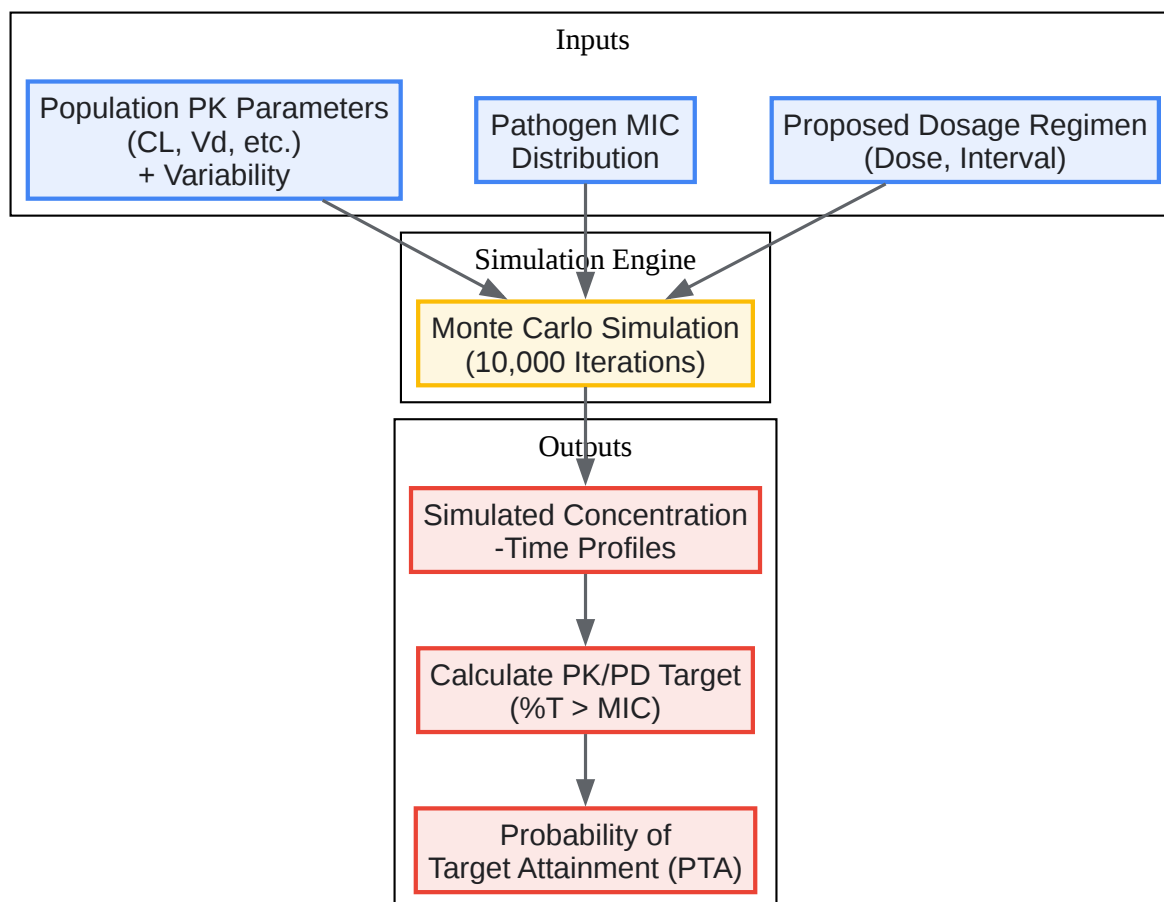 Inputs
Population PK Parameters
(CL, Vd, etc.)
+ Variability
Pathogen MIC
Distribution
Proposed Dosage Regimen
(Dose, Interval)
Simulation Engine
Monte Carlo Simulation
(10,000 Iterations)
Outputs
Simulated Concentration
-Time Profiles
Calculate PK/PD Target
(%T > MIC)
Probability of
Target Attainment (PTA)